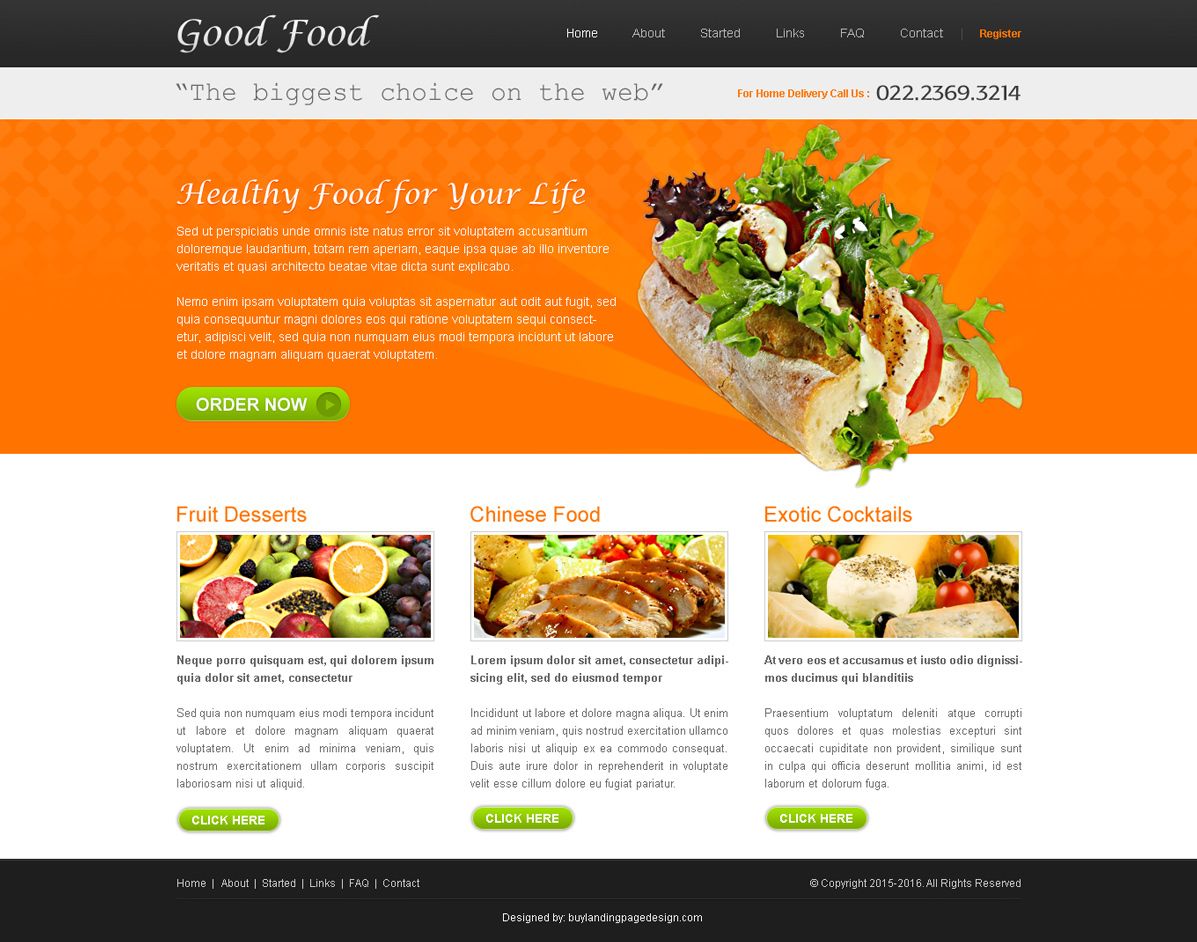 Good Food
Home About Started Links FAQ Contact | Register
“The biggest choice on the web”
For Home Delivery Call Us : 022.2369.3214
Healthy Food for Your Life
Sed ut perspiciatis unde omnis iste natus error sit voluptatem accusantium
doloremque laudantium, totam rem aperiam, eaque ipsa quae ab illo inventore
veritatis et quasi architecto beatae vitae dicta sunt explicabo.
Nemo enim ipsam voluptatem quia voluptas sit aspernatur aut odit aut fugit, sed
quia consequuntur magni dolores eos qui ratione voluptatem sequi consect-
etur, adipisci velit, sed quia non numquam eius modi tempora incidunt ut labore
et dolore magnam aliquam quaerat voluptatem.
ORDER NOW
Fruit Desserts
Neque porro quisquam est, qui dolorem ipsum
quia dolor sit amet, consectetur
Sed quia non numquam eius modi tempora incidunt
ut labore et dolore magnam aliquam quaerat
voluptatem. Ut enim ad minima veniam, quis
nostrum exercitationem ullam corporis suscipit
laboriosam nisi ut aliquid.
CLICK HERE
Chinese Food
Lorem ipsum dolor sit amet, consectetur adipi-
sicing elit, sed do eiusmod tempor
Incididunt ut labore et dolore magna aliqua. Ut enim
ad minim veniam, quis nostrud exercitation ullamco
laboris nisi ut aliquip ex ea commodo consequat.
Duis aute irure dolor in reprehenderit in voluptate
velit esse cillum dolore eu fugiat pariatur.
CLICK HERE
Exotic Cocktails
At vero eos et accusamus et iusto odio dignissi-
mos ducimus qui blanditiis
Praesentium voluptatum deleniti atque corrupti
quos dolores et quas molestias excepturi sint
occaecati cupiditate non provident, similique sunt
in culpa qui officia deserunt mollitia animi, id est
laborum et dolorum fuga.
CLICK HERE
Home | About | Started | Links | FAQ | Contact
© Copyright 2015-2016. All Rights Reserved
Designed by: buylandingpagedesign.com